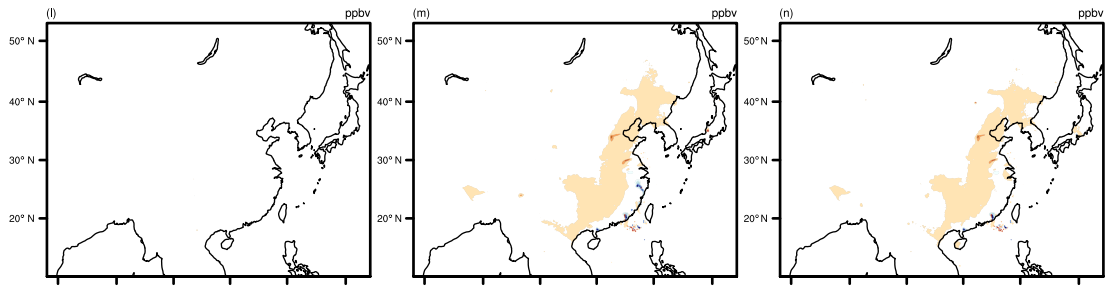 (l) ppbv (m) ppbv (n) ppbv
50° N 50° N 50° N
40° N 40° N 40° N
30° N 30° N 30° N
20° N 20° N 20° N